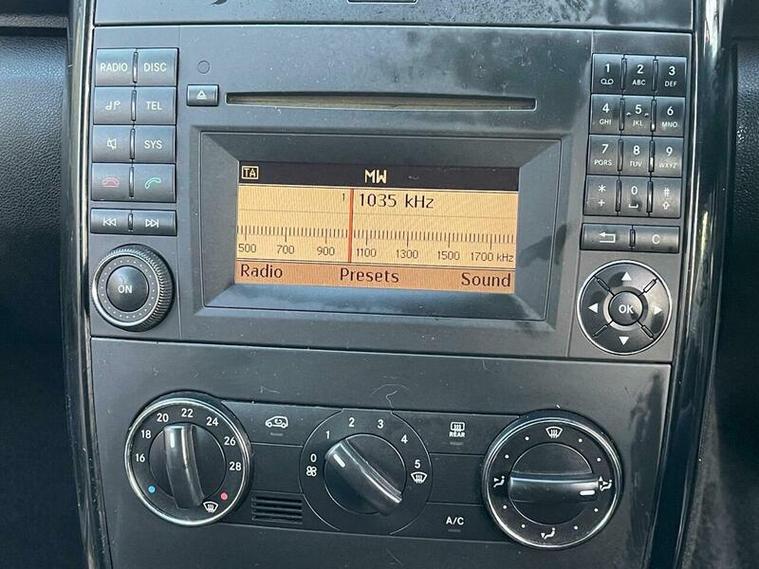 RADIO DISC
TEL
SYS
ON
TA MW
1 1035 kHz
500 700 900 1100 1300 1500 1700 kHz
Radio Presets Sound
1 2 3
ABC DEF
4 5 6
GHI JKL MNO
7 8 9
PQRS TUV WXYZ
* 0 #
+
C
OK
16 18 20 22 24 26 28
0 1 2 3 4 5
REAR
A/C